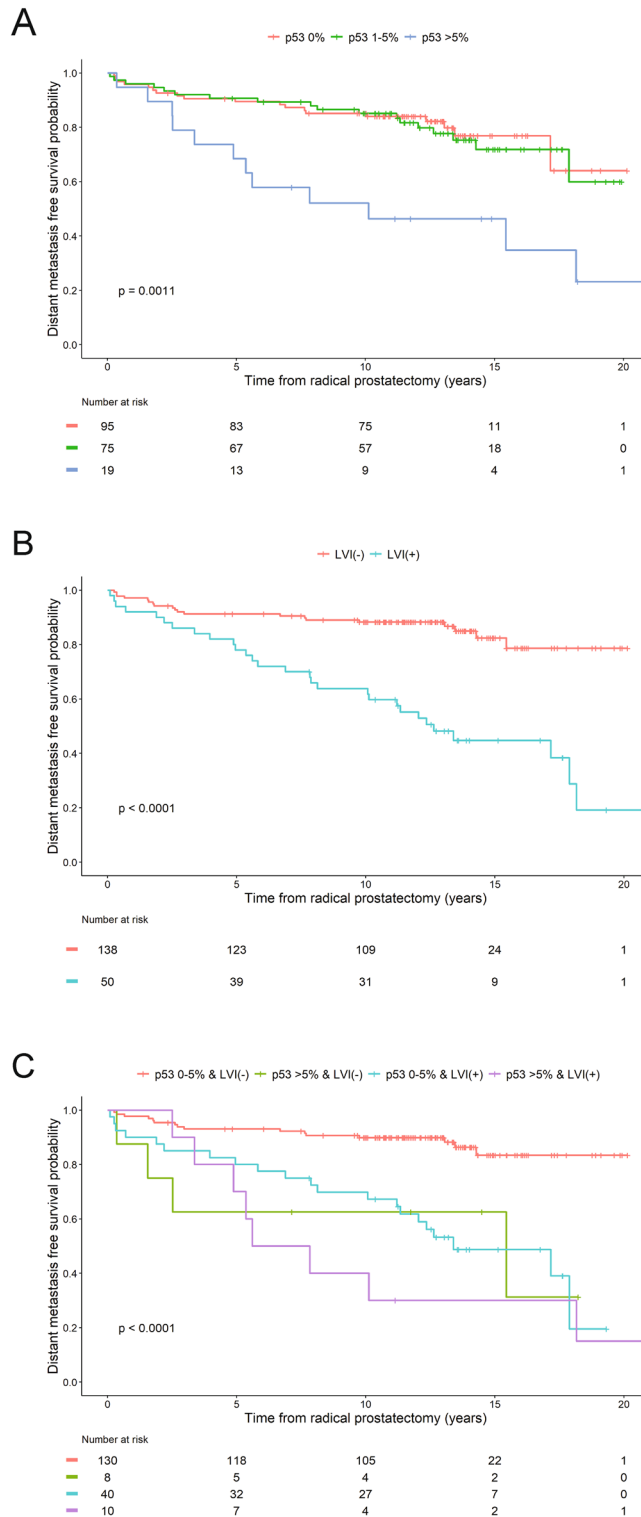 A
p53 0% p53 1-5% p53 >5%
Distant metastasis free survival probability
1.0
0.8
0.6
0.4
0.2
0.0
p = 0.0011
0 5 10 15 20
Time from radical prostatectomy (years)
Number at risk
95 83 75 11 1
75 67 57 18 0
19 13 9 4 1
B
LVI(-) LVI(+)
Distant metastasis free survival probability
1.0
0.8
0.6
0.4
0.2
0.0
p < 0.0001
0 5 10 15 20
Time from radical prostatectomy (years)
Number at risk
138 123 109 24 1
50 39 31 9 1
C
p53 0-5% & LVI(-) p53 >5% & LVI(-) p53 0-5% & LVI(+) p53 >5% & LVI(+)
Distant metastasis free survival probability
1.0
0.8
0.6
0.4
0.2
0.0
p < 0.0001
0 5 10 15 20
Time from radical prostatectomy (years)
Number at risk
130 118 105 22 1
8 5 4 2 0
40 32 27 7 0
10 7 4 2 1